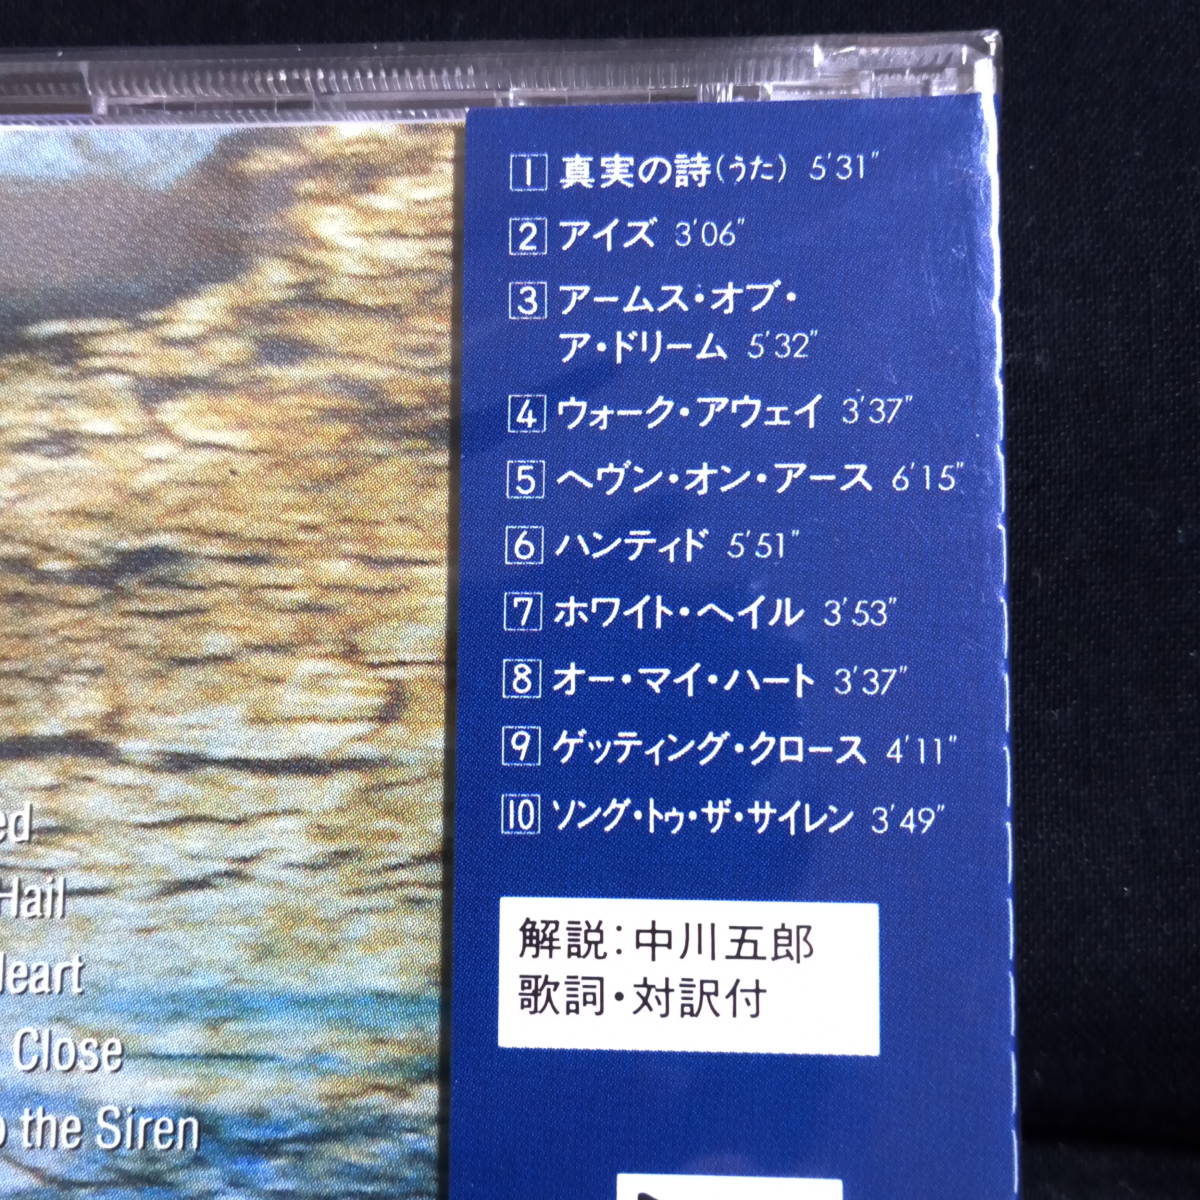 1 真実の詩(うた) 5'31"
2 アイズ 3'06"
3 アームス・オブ・
ア・ドリーム 5'32"
4 ウォーク・アウェイ 3'37"
5 ヘヴン・オン・アース 6'15"
6 ハンティド 5'51"
7 ホワイト・ヘイル 3'53"
8 オー・マイ・ハート 3'37"
9 ゲッティング・クロース 4'11"
10 ソング・トゥ・ザ・サイレン 3'49"
解説:中川五郎
歌詞・対訳付
ed
Hail
Heart
Close
o the Siren